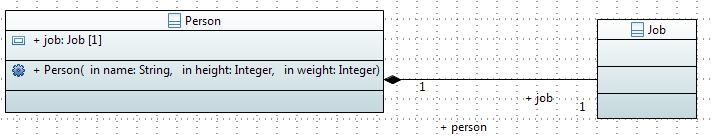 Person
+ job: Job [1]
+ Person( in name: String, in height: Integer, in weight: Integer)
Job
1
+ job
1
+ person